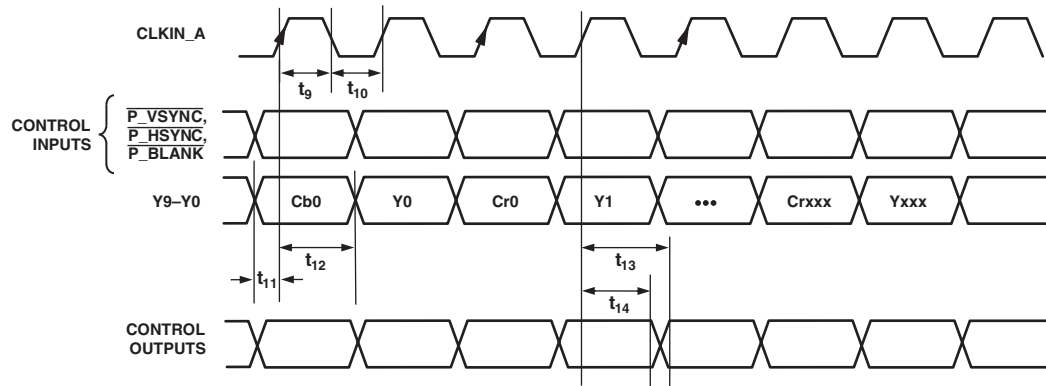 CLKIN_A
t9
t10
CONTROL
INPUTS
P_VSYNC,
P_HSYNC,
P_BLANK
Y9–Y0
Cb0
Y0
Cr0
Y1
•••
Crxxx
Yxxx
t12
t11
t13
t14
CONTROL
OUTPUTS